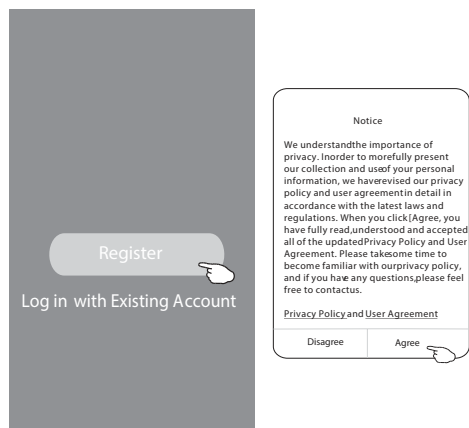 Register
Log in with Existing Account
Notice
We understandthe importance of
privacy. Inorder to morefully present
our collection and useof your personal
information, we haverevised our privacy
policy and user agreementin detail in
accordance with the latest laws and
regulations. When you click[Agree, you
have fully read,understood and accepted
all of the updatedPrivacy Policy and User
Agreement. Please takesome time to
become familiar with ourprivacy policy,
and if you have any questions,please feel
free to contactus.
Privacy Policy and User Agreement
Disagree
Agree